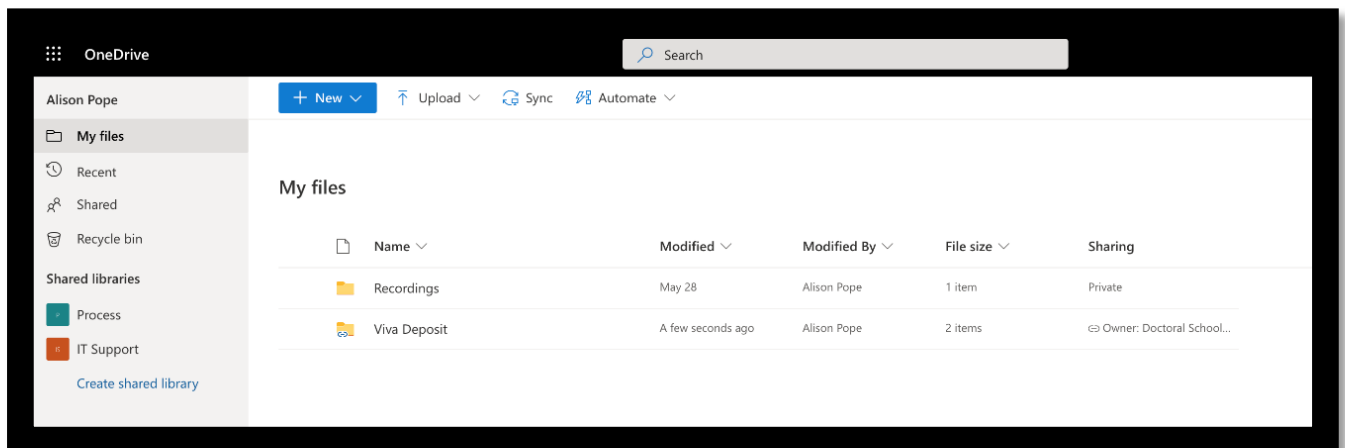 OneDrive
Search
Alison Pope
My files
Recent
Shared
Recycle bin
Shared libraries
Process
IT Support
Create shared library
New
Upload
Sync
Automate
My files
Name Modified Modified By File size Sharing
Recordings May 28 Alison Pope 1 item Private
Viva Deposit A few seconds ago Alison Pope 2 items Owner: Doctoral School...